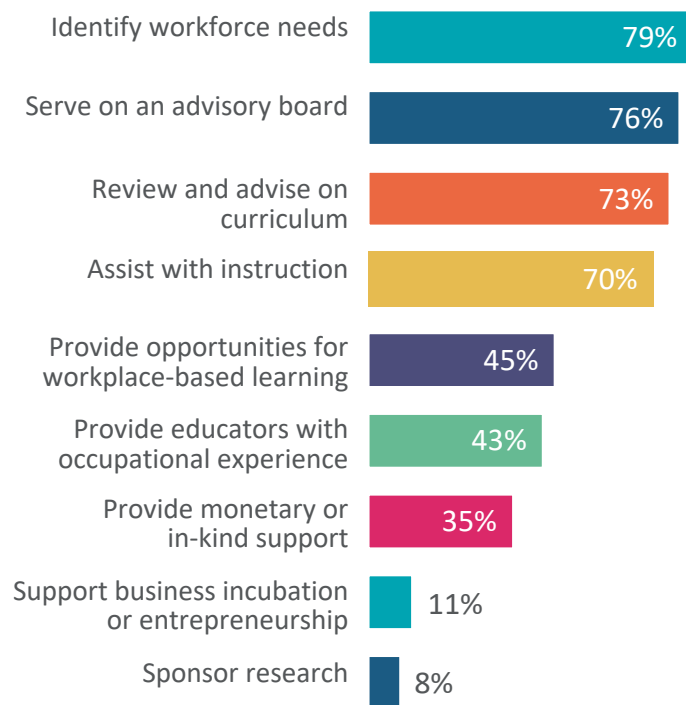 Identify workforce needs
79%
Serve on an advisory board
76%
Review and advise on
curriculum
73%
Assist with instruction
70%
Provide opportunities for
workplace-based learning
45%
Provide educators with
occupational experience
43%
Provide monetary or
in-kind support
35%
Support business incubation
or entrepreneurship
11%
Sponsor research
8%